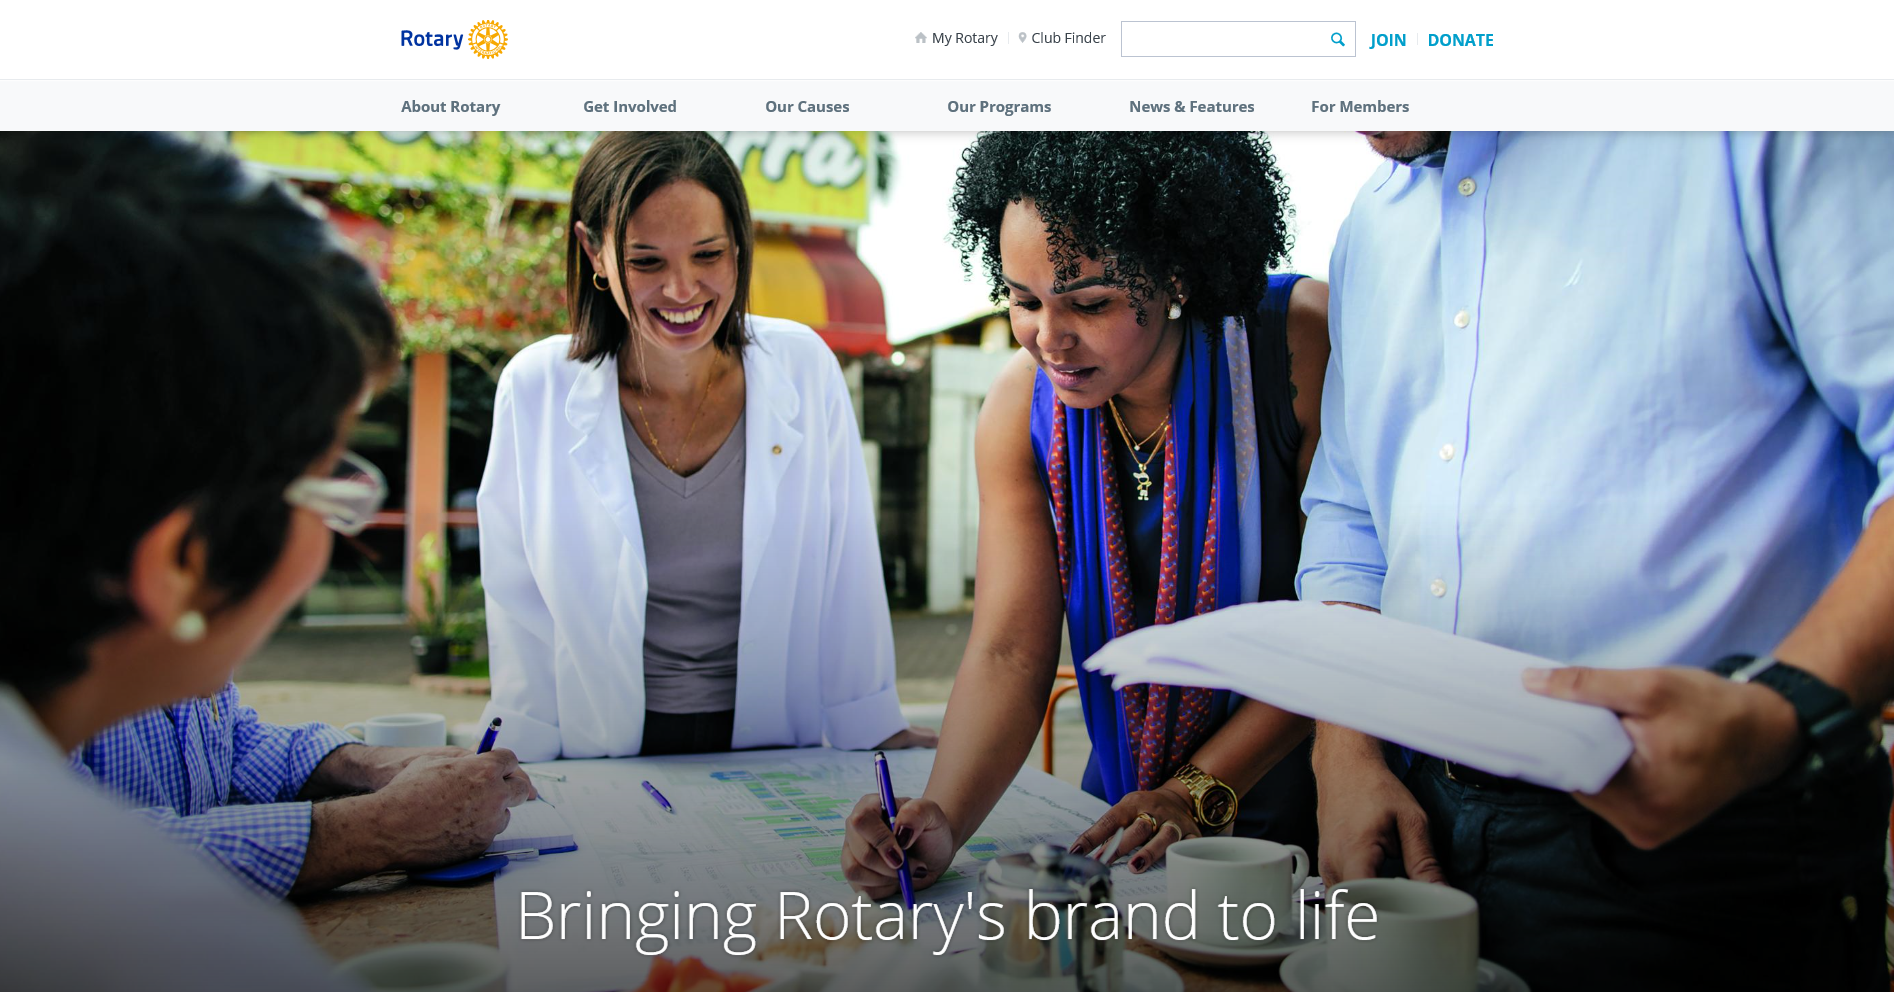 Rotary
My Rotary
Club Finder
JOIN
DONATE
About Rotary
Get Involved
Our Causes
Our Programs
News & Features
For Members
Bringing Rotary's brand to life